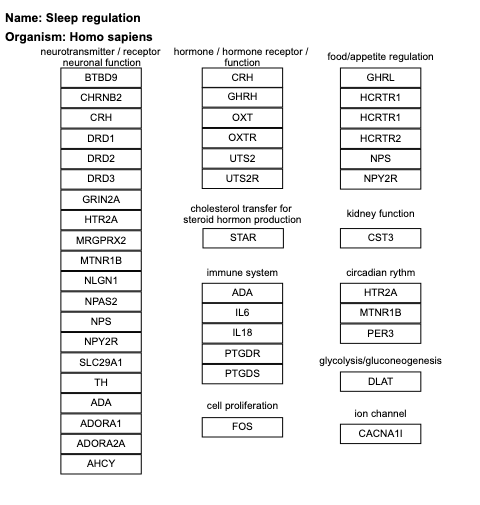 Name: Sleep regulation
Organism: Homo sapiens
neurotransmitter / receptor
neuronal function
BTBD9
CHRNB2
CRH
DRD1
DRD2
DRD3
GRIN2A
HTR2A
MRGPRX2
MTNR1B
NLGN1
NPAS2
NPS
NPY2R
SLC29A1
TH
ADA
ADORA1
ADORA2A
AHCY
hormone / hormone receptor /
function
CRH
GHRH
OXT
OXTR
UTS2
UTS2R
cholesterol transfer for
steroid hormon production
STAR
immune system
ADA
IL6
IL18
PTGDR
PTGDS
cell proliferation
FOS
food/appetite regulation
GHRL
HCRTR1
HCRTR1
HCRTR2
NPS
NPY2R
kidney function
CST3
circadian rythm
HTR2A
MTNR1B
PER3
glycolysis/gluconeogenesis
DLAT
ion channel
CACNA1I